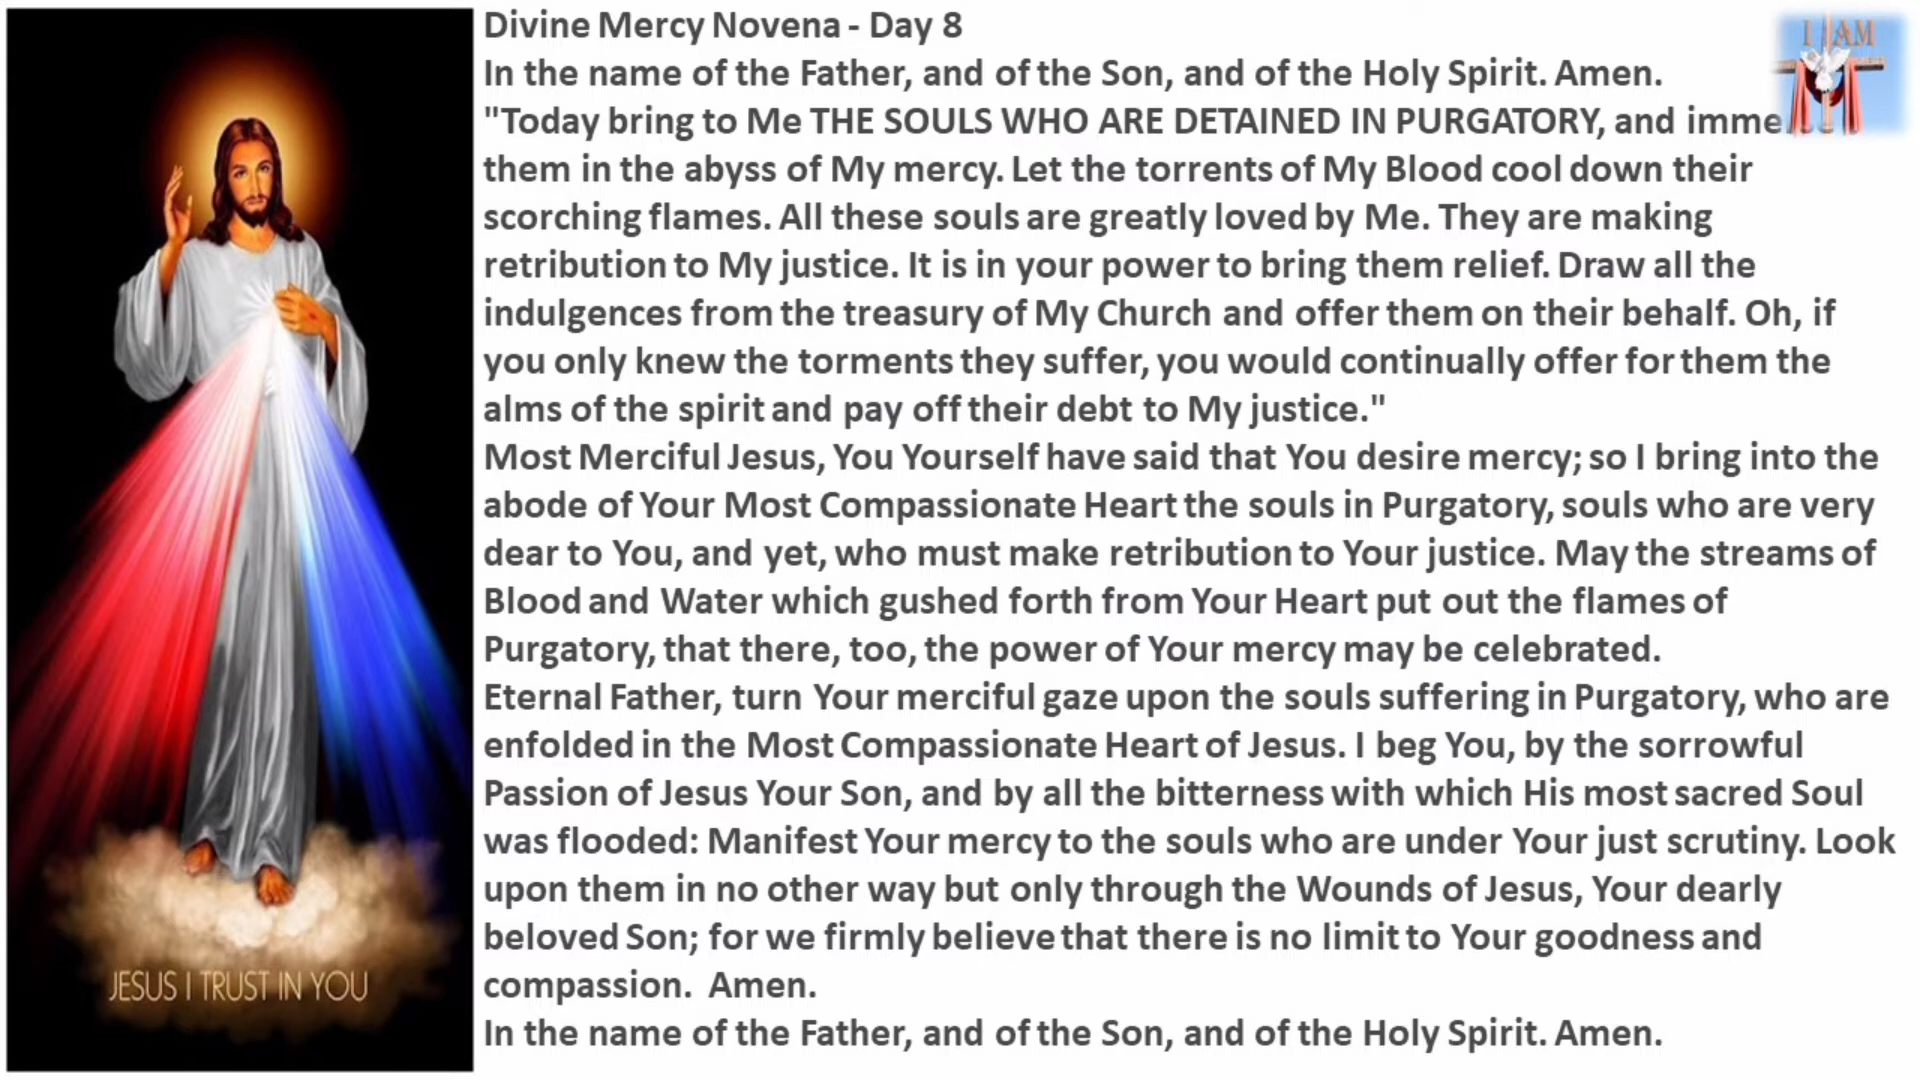 Divine Mercy Novena - Day 8
In the name of the Father, and of the Son, and of the Holy Spirit. Amen.
"Today bring to Me THE SOULS WHO ARE DETAINED IN PURGATORY, and
them in the abyss of My mercy. Let the torrents of My Blood cool down their
scorching flames. All these souls are greatly loved by Me. They are making
retribution to My justice. It is in your power to bring them relief. Draw all the
indulgences from the treasury of My Church and offer them on their behalf. Oh, if
you only knew the torments they suffer, you would continually offer for them the
alms of the spirit and pay off their debt to My justice."
Most Merciful Jesus, You Yourself have said that You desire mercy; so I bring into the
abode of Your Most Compassionate Heart the souls in Purgatory, souls who are very
dear to You, and yet, who must make retribution to Your justice. May the streams of
Blood and Water which gushed forth from Your Heart put out the flames of
Purgatory, that there, too, the power of Your mercy may be celebrated.
Eternal Father, turn Your merciful gaze upon the souls suffering in Purgatory, who are
enfolded in the Most Compassionate Heart of Jesus. I beg You, by the sorrowful
Passion of Jesus Your Son, and by all the bitterness with which His most sacred Soul
was flooded: Manifest Your mercy to the souls who are under Your just scrutiny. Look
upon them in no other way but only through the Wounds of Jesus, Your dearly
beloved Son; for we firmly believe that there is no limit to Your goodness and
compassion. Amen.
In the name of the Father, and of the Son, and of the Holy Spirit. Amen.
JESUS I TRUST IN YOU
I AM